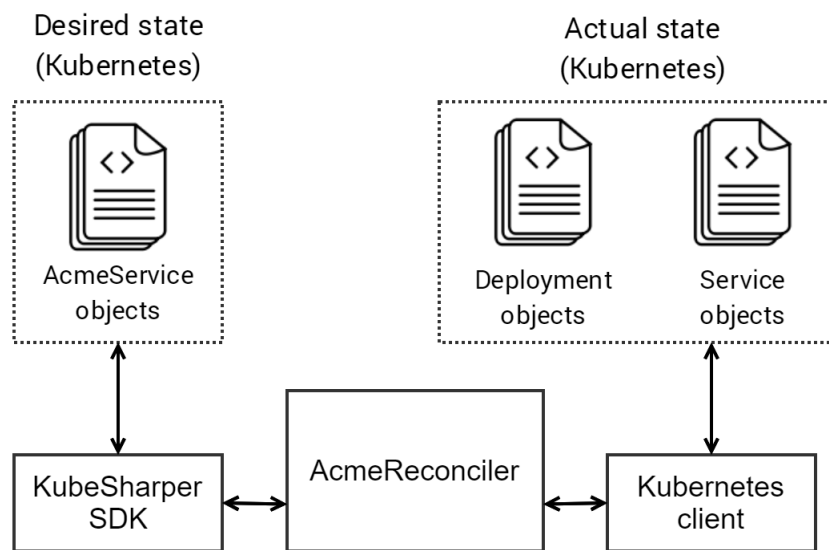 Desired state
(Kubernetes)
Actual state
(Kubernetes)
<>
<>
<>
AcmeService
objects
Deployment
objects
Service
objects
KubeSharper
SDK
AcmeReconciler
Kubernetes
client